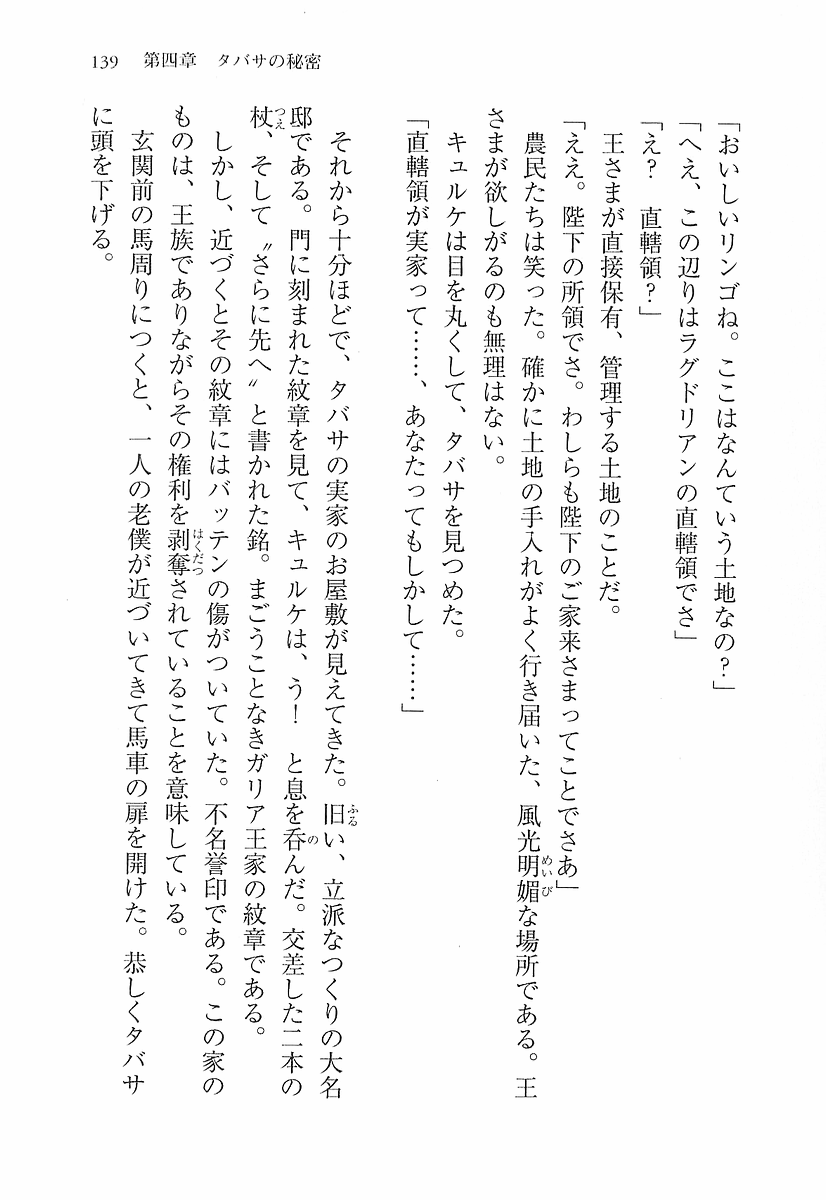 139　第四章　タバサの秘密
「おいしいリンゴね。ここはなんていう土地なの？」
「へえ、この辺りはラグドリアンの直轄領でさ」
「え？　直轄領？」
王さまが直接保有、管理する土地のことだ。
「ええ。陛下の所領でさ。わしらも陛下のご家来さまってことでさあ」
農民たちは笑った。確かに土地の手入れがよく行き届いた、風光明媚な場所である。王
さまが欲しがるのも無理はない。
キュルケは目を丸くして、タバサを見つめた。
「直轄領が実家って……、あなたってもしかして……」
それから十分ほどで、タバサの実家のお屋敷が見えてきた。旧い、立派なつくりの大名
邸である。門に刻まれた紋章を見て、キュルケは、う！　と息を呑んだ。交差した二本の
杖、そして〝さらに先へ〟と書かれた銘。まごうことなきガリア王家の紋章である。
しかし、近づくとその紋章にはバッテンの傷がついていた。不名誉印である。この家の
ものは、王族でありながらその権利を剥奪されていることを意味している。
玄関前の馬周りにつくと、一人の老僕が近づいてきて馬車の扉を開けた。恭しくタバサ
に頭を下げる。